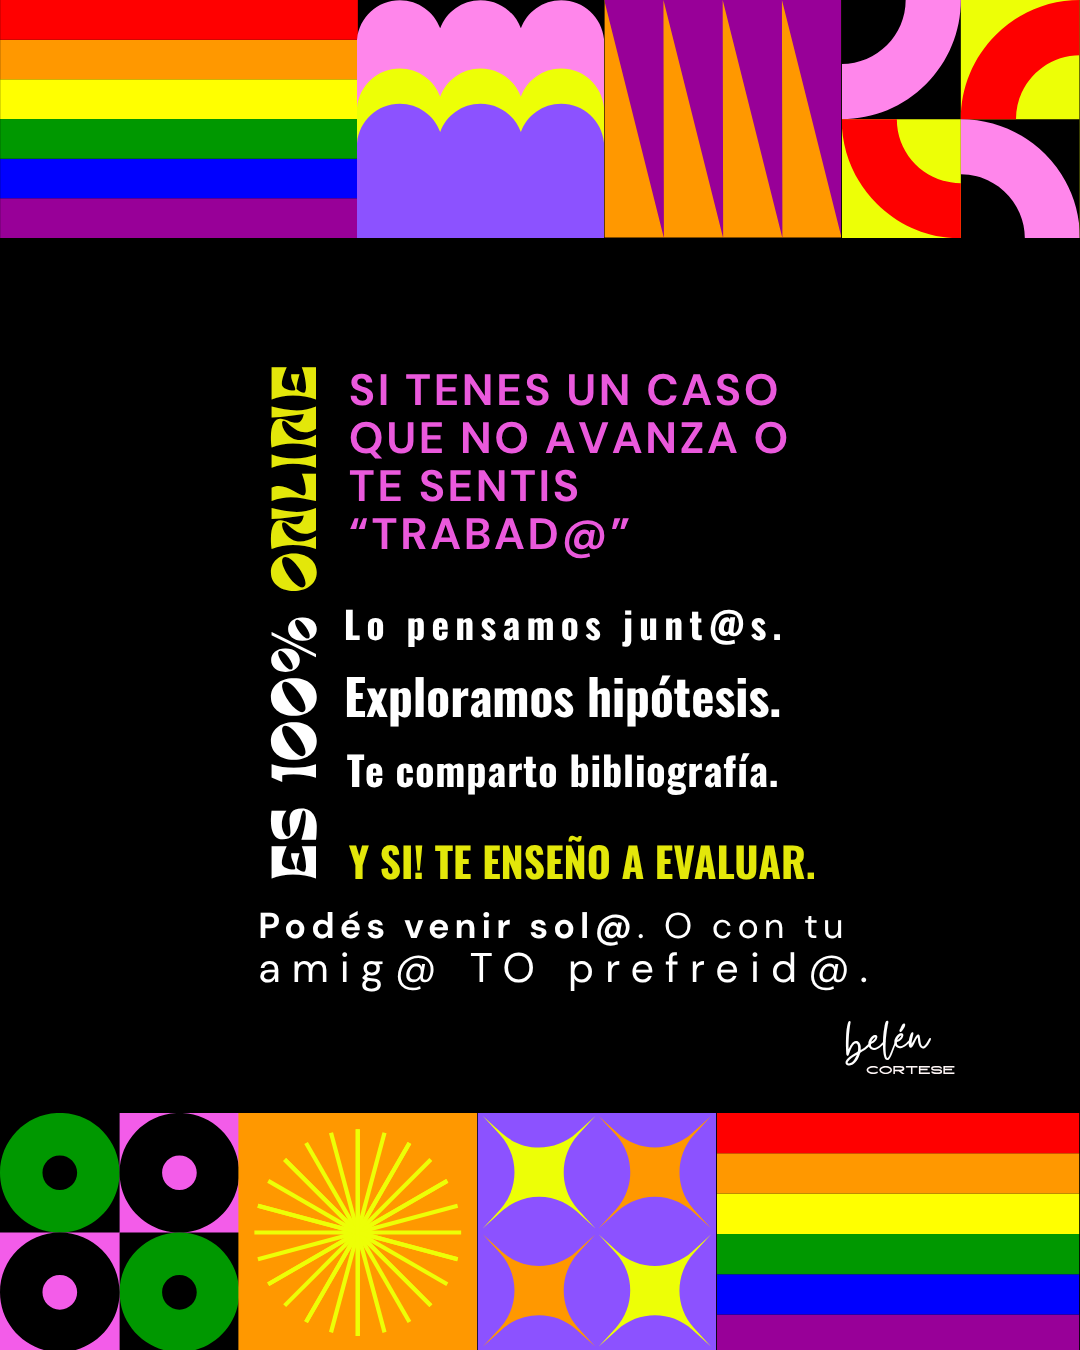 ES 100% ONLINE
SI TENES UN CASO
QUE NO AVANZA O
TE SENTIS
“TRABAD@”
Lo pensamos junt@s.
Exploramos hipótesis.
Te comparto bibliografía.
Y SI! TE ENSEÑO A EVALUAR.
Podés venir sol@. O con tu
amig@ TO prefreid@.
belén
CORTESE